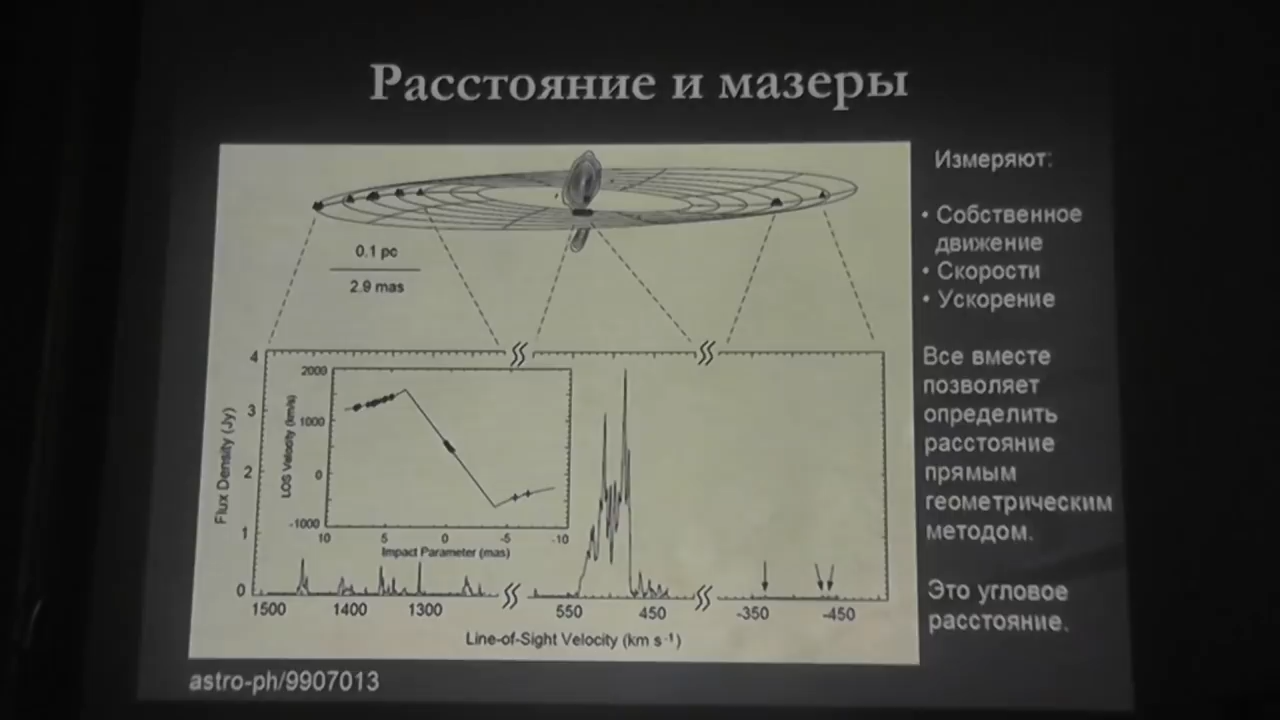 Расстояние и мазеры
Измеряют:
• Собственное
движение
• Скорости
• Ускорение
Все вместе
позволяет
определить
расстояние
прямым
геометрическим
методом.
Это угловое
расстояние.
0.1 pc
2.9 mas
4
3
2
1
0
Flux Density (Jy)
2000
1000
0
-1000
LOS Velocity (km/s)
10 5 0 -5 -10
Impact Parameter (mas)
1500 1400 1300 550 450 -350 -450
Line-of-Sight Velocity (km s⁻¹)
astro-ph/9907013